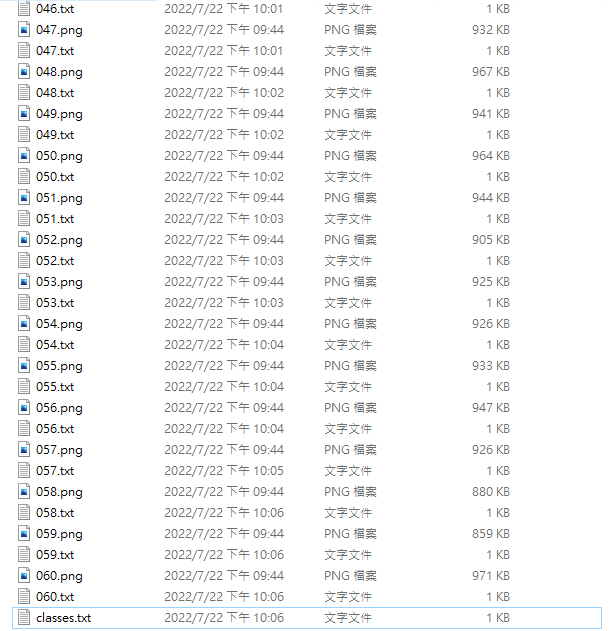 046.txt 2022/7/22 下午 10:01 文字文件 1 KB
047.png 2022/7/22 下午 09:44 PNG 檔案 932 KB
047.txt 2022/7/22 下午 10:01 文字文件 1 KB
048.png 2022/7/22 下午 09:44 PNG 檔案 967 KB
048.txt 2022/7/22 下午 10:02 文字文件 1 KB
049.png 2022/7/22 下午 09:44 PNG 檔案 941 KB
049.txt 2022/7/22 下午 10:02 文字文件 1 KB
050.png 2022/7/22 下午 09:44 PNG 檔案 964 KB
050.txt 2022/7/22 下午 10:02 文字文件 1 KB
051.png 2022/7/22 下午 09:44 PNG 檔案 944 KB
051.txt 2022/7/22 下午 10:03 文字文件 1 KB
052.png 2022/7/22 下午 09:44 PNG 檔案 905 KB
052.txt 2022/7/22 下午 10:03 文字文件 1 KB
053.png 2022/7/22 下午 09:44 PNG 檔案 925 KB
053.txt 2022/7/22 下午 10:03 文字文件 1 KB
054.png 2022/7/22 下午 09:44 PNG 檔案 926 KB
054.txt 2022/7/22 下午 10:04 文字文件 1 KB
055.png 2022/7/22 下午 09:44 PNG 檔案 933 KB
055.txt 2022/7/22 下午 10:04 文字文件 1 KB
056.png 2022/7/22 下午 09:44 PNG 檔案 947 KB
056.txt 2022/7/22 下午 10:04 文字文件 1 KB
057.png 2022/7/22 下午 09:44 PNG 檔案 926 KB
057.txt 2022/7/22 下午 10:05 文字文件 1 KB
058.png 2022/7/22 下午 09:44 PNG 檔案 880 KB
058.txt 2022/7/22 下午 10:06 文字文件 1 KB
059.png 2022/7/22 下午 09:44 PNG 檔案 859 KB
059.txt 2022/7/22 下午 10:06 文字文件 1 KB
060.png 2022/7/22 下午 09:44 PNG 檔案 971 KB
060.txt 2022/7/22 下午 10:06 文字文件 1 KB
classes.txt 2022/7/22 下午 10:06 文字文件 1 KB